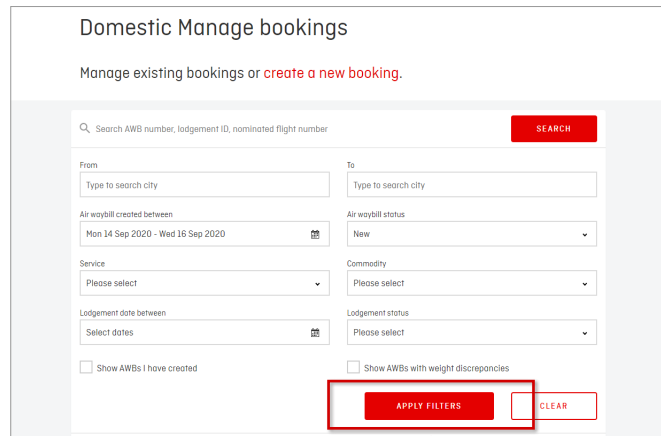 Domestic Manage bookings
Manage existing bookings or create a new booking.
Search AWB number, lodgement ID, nominated flight number
SEARCH
From
To
Type to search city
Type to search city
Air waybill created between
Air waybill status
Mon 14 Sep 2020 - Wed 16 Sep 2020
New
Service
Commodity
Please select
Please select
Lodgement date between
Lodgement status
Select dates
Please select
Show AWBs I have created
Show AWBs with weight discrepancies
APPLY FILTERS
CLEAR